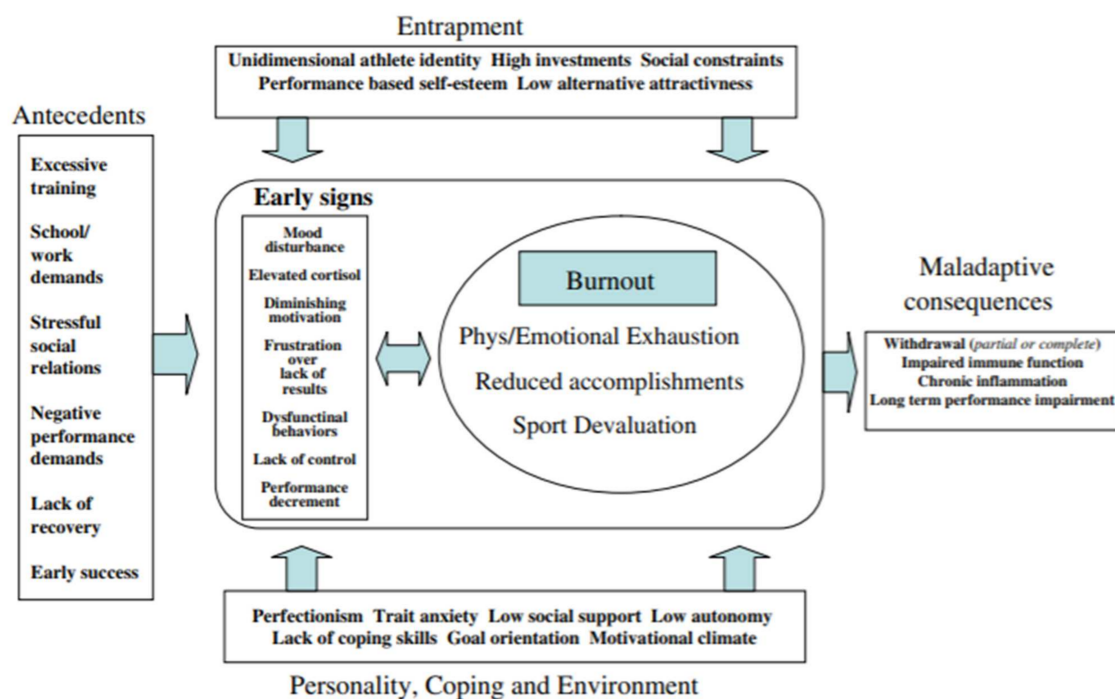 Entrapment
Unidimensional athlete identity High investments Social constraints
Performance based self-esteem Low alternative attractivness
Antecedents
Excessive
training
School/
work
demands
Stressful
social
relations
Negative
performance
demands
Lack of
recovery
Early success
Early signs
Mood
disturbance
Elevated cortisol
Diminishing
motivation
Frustration
over
lack of
results
Dysfunctinal
behaviors
Lack of control
Performance
decrement
Burnout
Phys/Emotional Exhaustion
Reduced accomplishments
Sport Devaluation
Maladaptive
consequences
Withdrawal (partial or complete)
Impaired immune function
Chronic inflammation
Long term performance impairment
Perfectionism Trait anxiety Low social support Low autonomy
Lack of coping skills Goal orientation Motivational climate
Personality, Coping and Environment